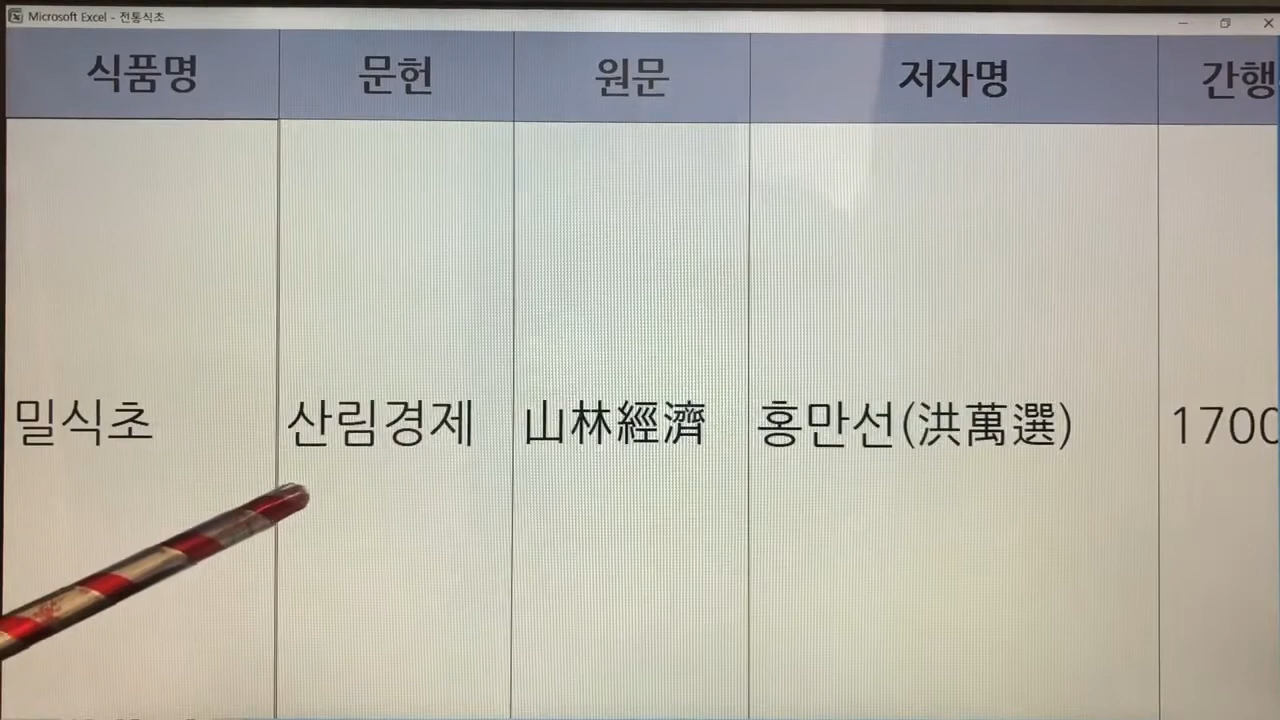 Microsoft Excel - 전통식초
식품명 문헌 원문 저자명 간행
밀식초 산림경제 山林經濟 홍만선(洪萬選) 1700